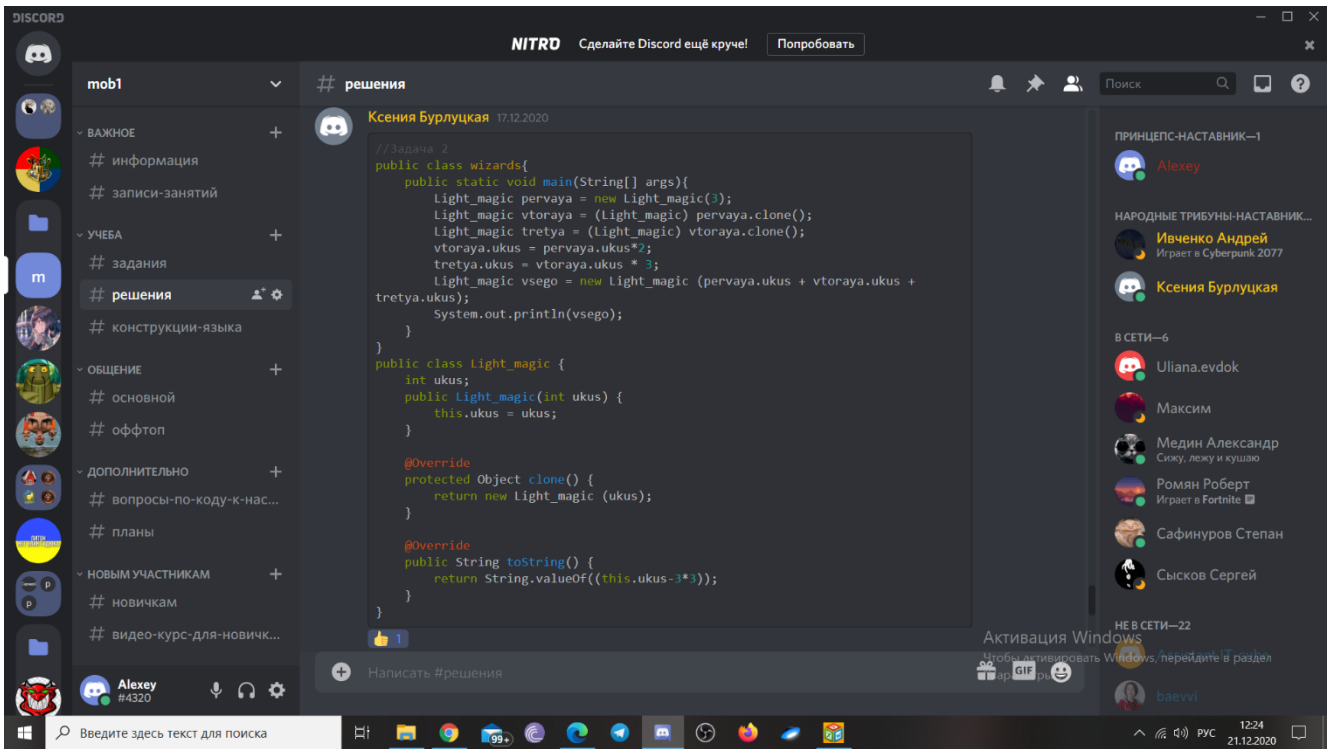 DISCORD
NITRO Сделайте Discord ещё круче! Попробовать
mob1
ВАЖНОЕ
информация
записи-занятий
УЧЕБА
задания
решения
конструкции-языка
ОБЩЕНИЕ
основной
оффтоп
ДОПОЛНИТЕЛЬНО
вопросы-по-коду-к-нас...
планы
НОВЫМ УЧАСТНИКАМ
новичкам
видео-курс-для-новичк...
m
p
p
Alexey
#4320
# решения
Поиск
Ксения Бурлуцкая 17.12.2020
//Задача 2
public class wizards{
public static void main(String[] args){
Light_magic pervaya = new Light_magic(3);
Light_magic vtoraya = (Light_magic) pervaya.clone();
Light_magic tretya = (Light_magic) vtoraya.clone();
vtoraya.ukus = pervaya.ukus*2;
tretya.ukus = vtoraya.ukus * 3;
Light_magic vsego = new Light_magic (pervaya.ukus + vtoraya.ukus +
tretya.ukus);
System.out.println(vsego);
}
}
public class Light_magic {
int ukus;
public Light_magic(int ukus) {
this.ukus = ukus;
}
@Override
protected Object clone() {
return new Light_magic (ukus);
}
@Override
public String toString() {
return String.valueOf((this.ukus-3*3));
}
}
1
Написать #решения
GIF
ПРИНЦЕПС-НАСТАВНИК—1
Alexey
НАРОДНЫЕ ТРИБУНЫ-НАСТАВНИК...
Ивченко Андрей
Играет в Cyberpunk 2077
Ксения Бурлуцкая
В СЕТИ—6
Uliana.evdok
Максим
Медин Александр
Сижу, лежу и кушаю
Ромян Роберт
Играет в Fortnite
Сафинуров Степан
Сысков Сергей
НЕ В СЕТИ—22
baevvi
Активация Windows
Чтобы активировать Windows, перейдите в раздел
Введите здесь текст для поиска
99+
РУС
12:24
21.12.2020